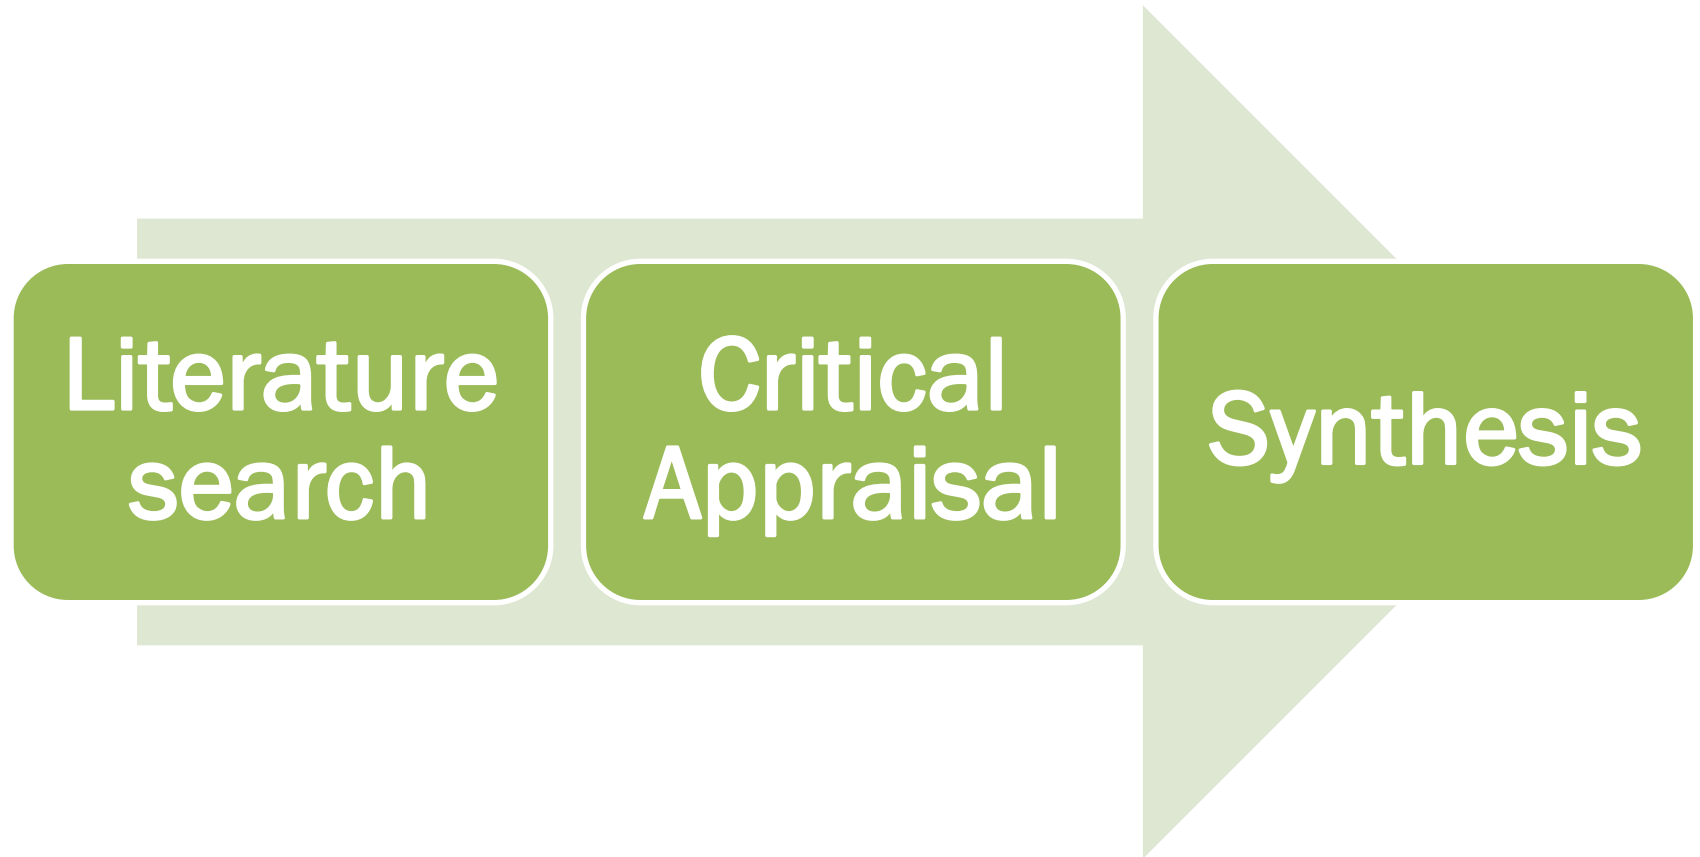 Literature
search
Critical
Appraisal
Synthesis